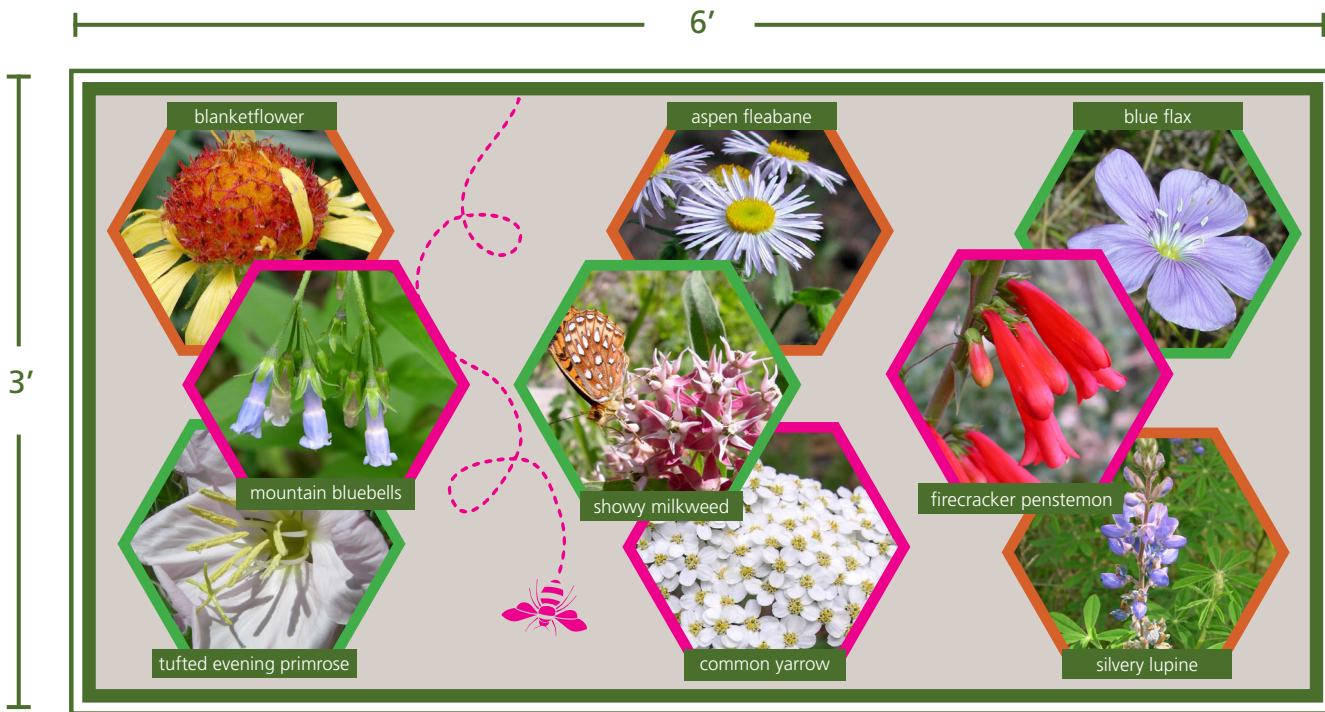 6’
3’
blanketflower
aspen fleabane
blue flax
mountain bluebells
showy milkweed
firecracker penstemon
tufted evening primrose
common yarrow
silvery lupine